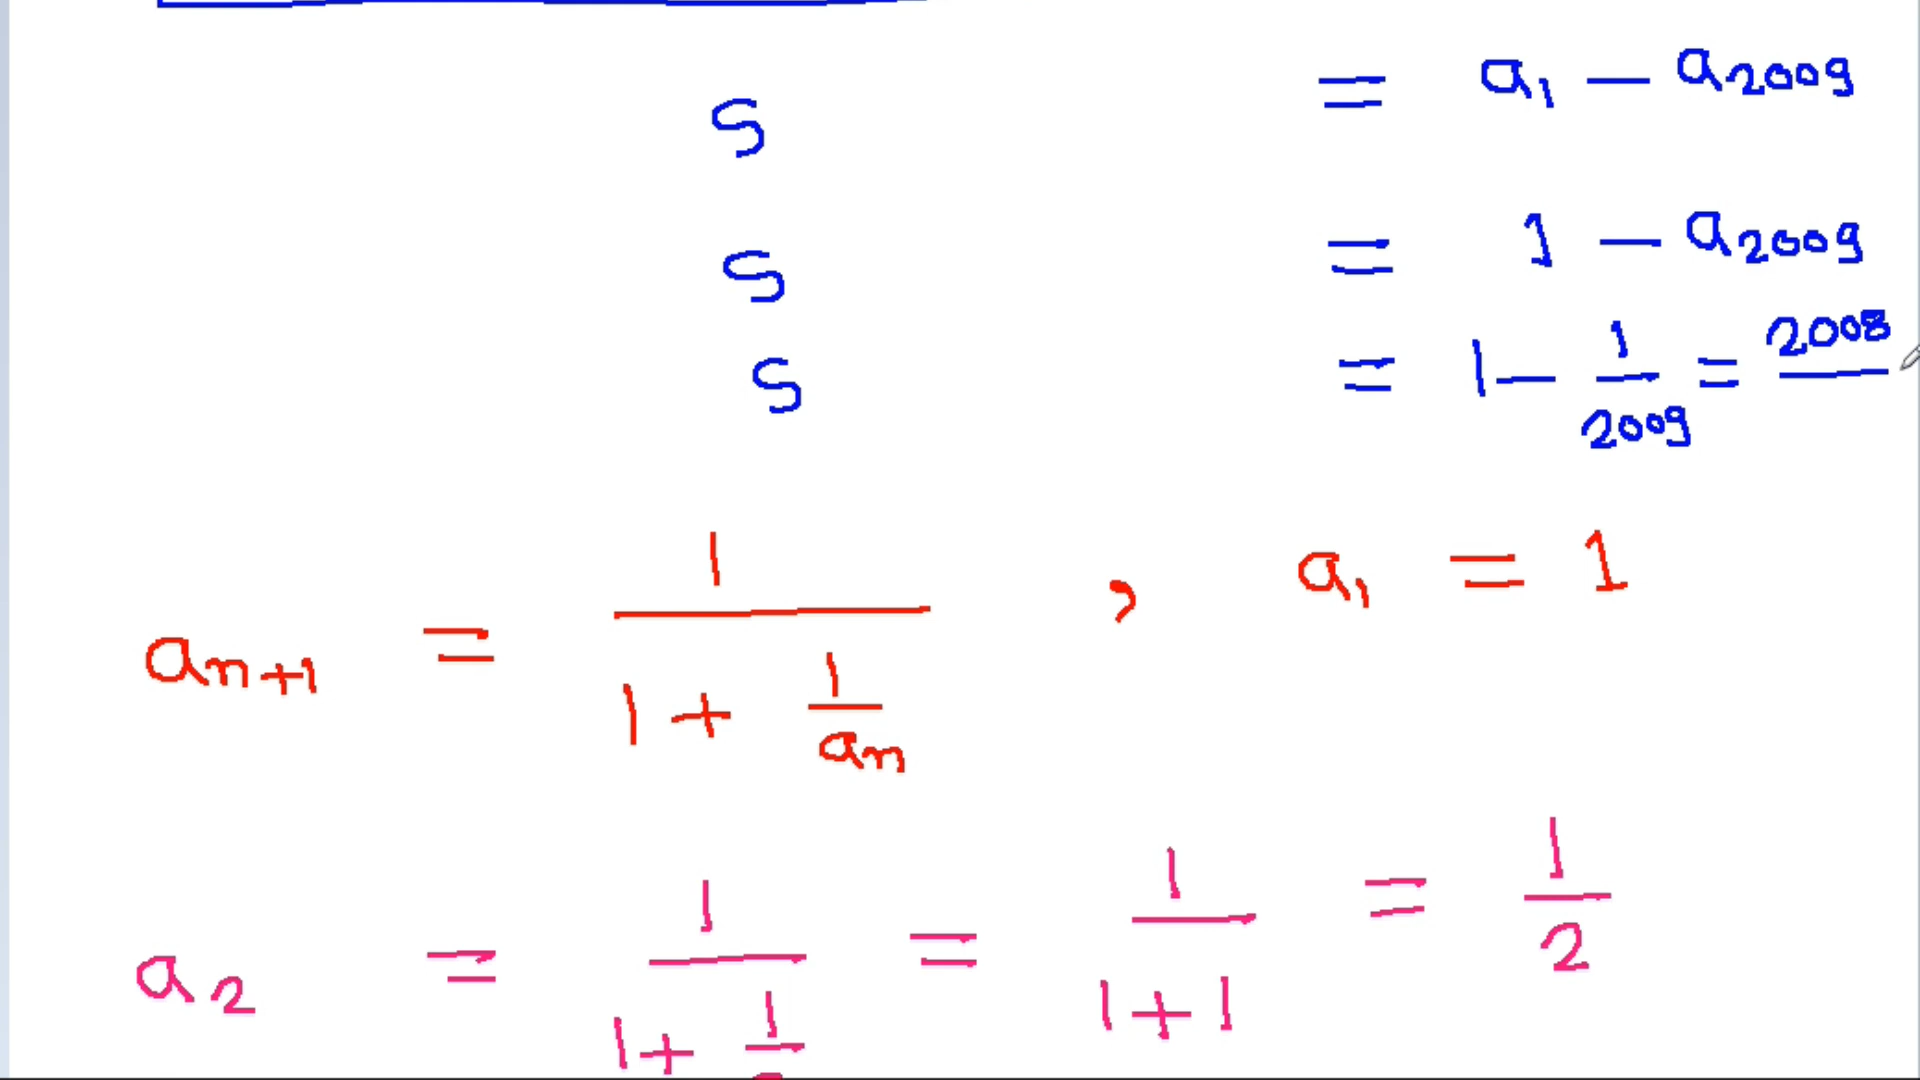 S = a₁ − a₂₀₀₉
S = 1 − a₂₀₀₉
S = 1 − 1/2009 = 2008/
aₙ₊₁ = 1/(1 + 1/aₙ) , a₁ = 1
a₂ = 1/(1 + 1/ = 1/(1+1) = 1/2